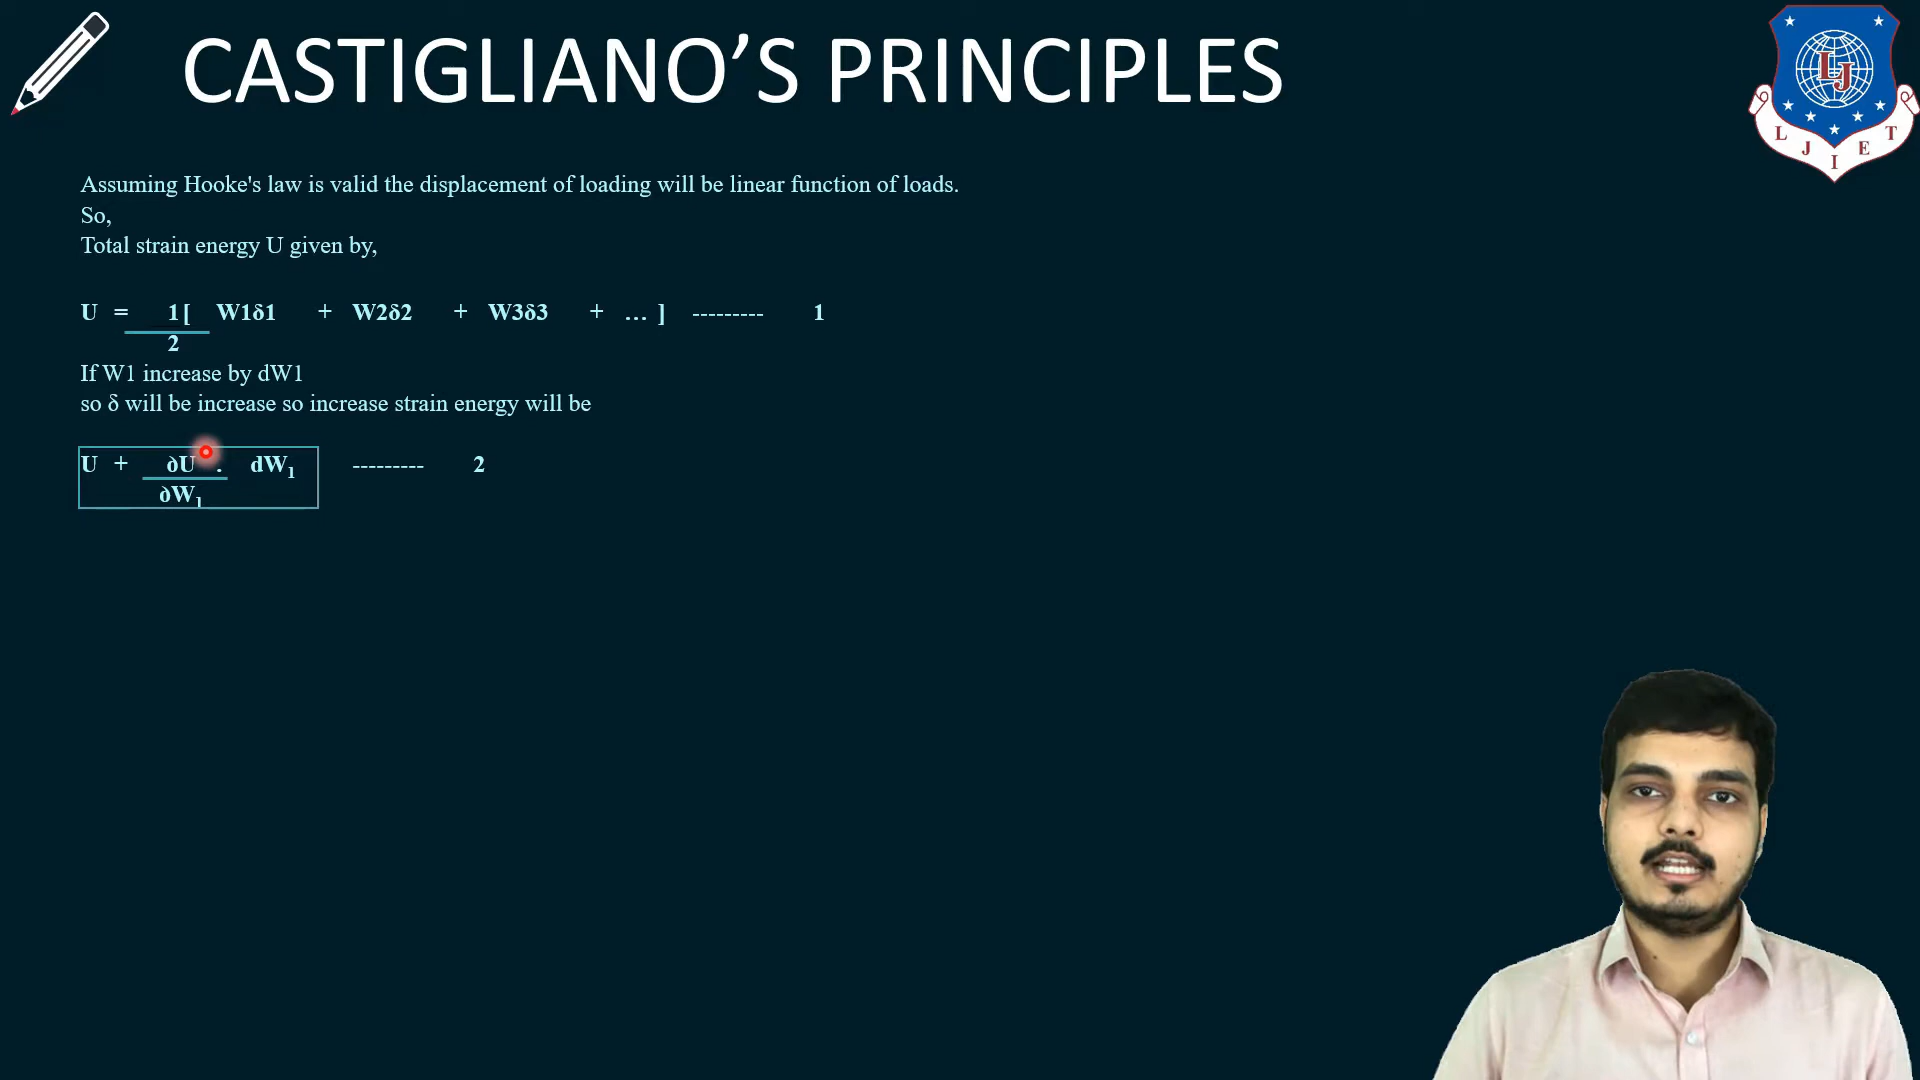 CASTIGLIANO’S PRINCIPLES
LJ
L J I E T
Assuming Hooke's law is valid the displacement of loading will be linear function of loads.
So,
Total strain energy U given by,
U = 1 [ W1δ1 + W2δ2 + W3δ3 + … ] --------- 1
2
If W1 increase by dW1
so δ will be increase so increase strain energy will be
U + ∂U . dW₁ --------- 2
∂W₁